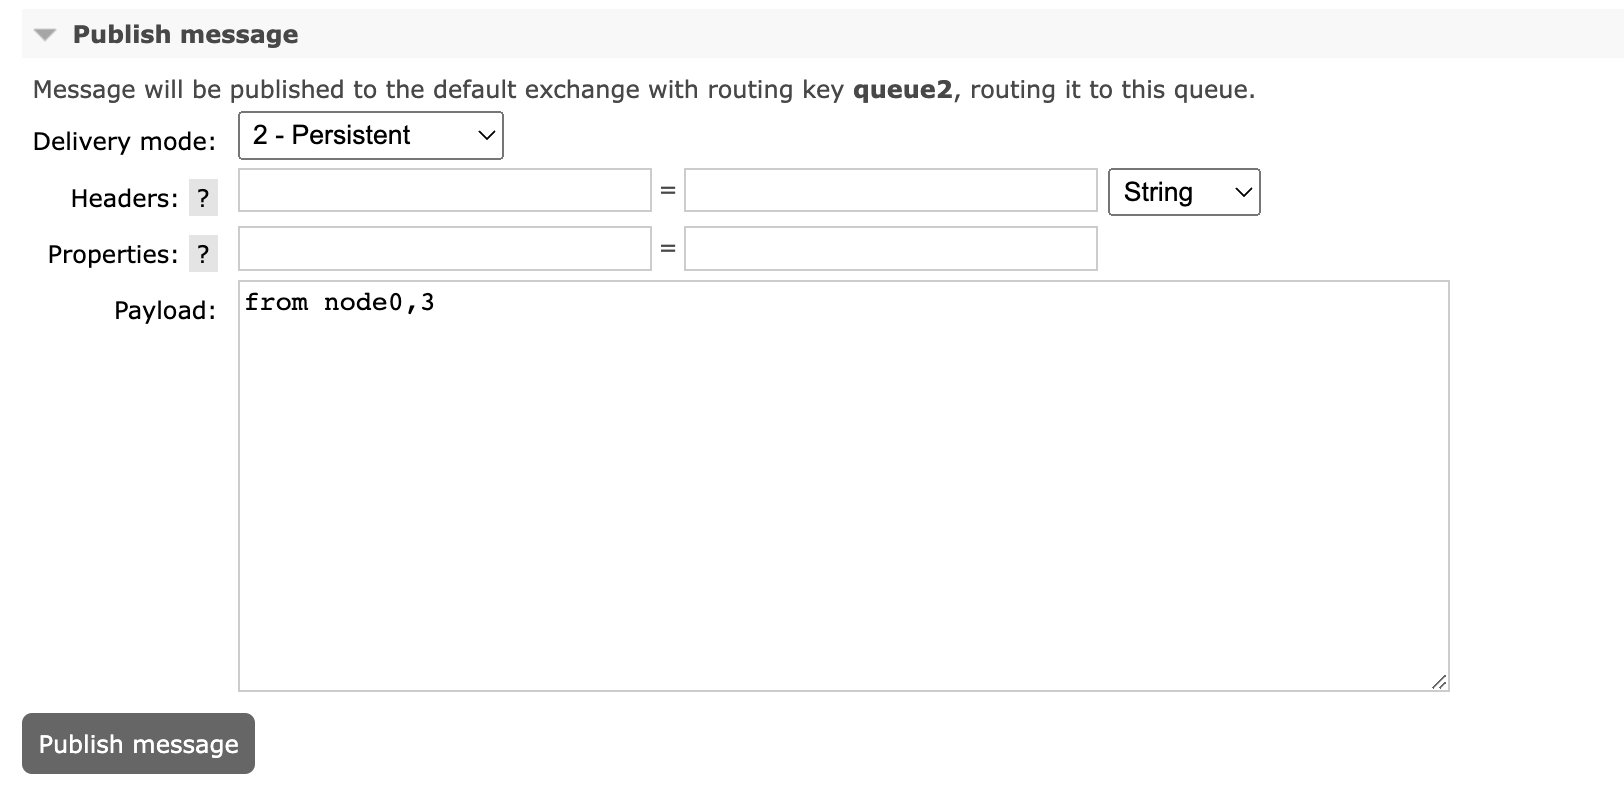 Publish message
Message will be published to the default exchange with routing key queue2, routing it to this queue.
Delivery mode: 2 - Persistent
Headers: ? = String
Properties: ? =
Payload: from node0,3
Publish message